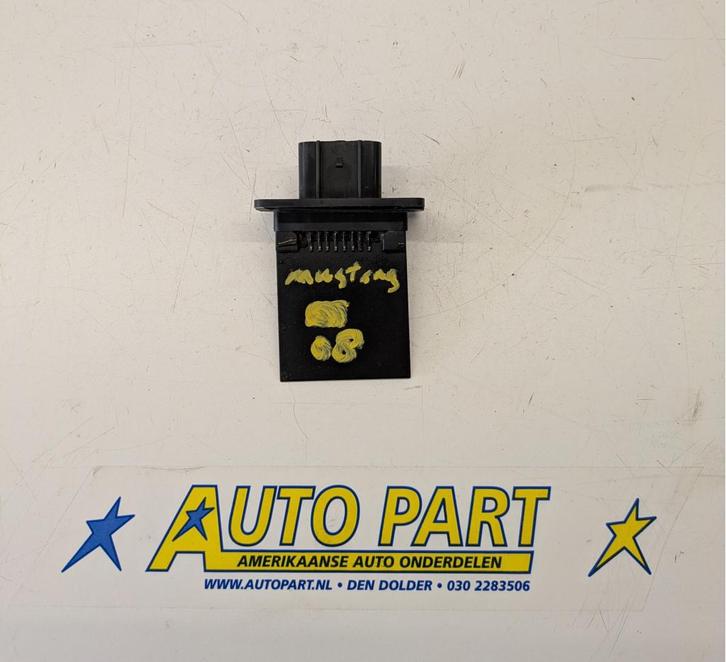 mustang
08
AUTO PART
AMERIKAANSE AUTO ONDERDELEN
WWW.AUTOPART.NL • DEN DOLDER • 030 2283506